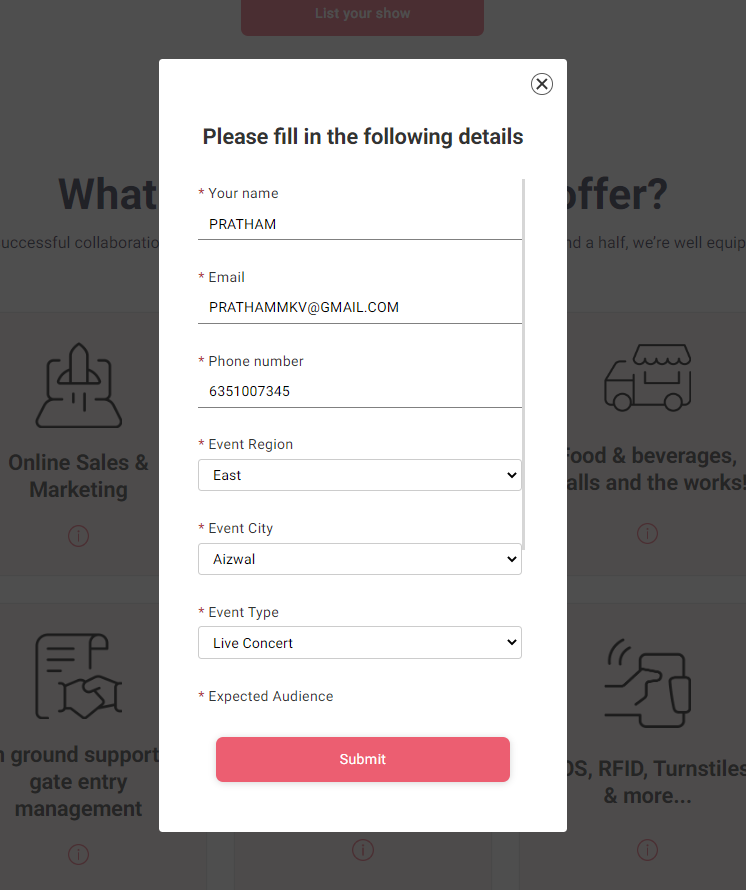 List your show
Please fill in the following details
What
offer?
* Your name
PRATHAM
uccessful collaboratio
nd a half, we're well equip
* Email
PRATHAMMKV@GMAIL.COM
* Phone number
6351007345
* Event Region
East
Online Sales &
Marketing
Food & beverages,
alls and the works!
* Event City
Aizwal
* Event Type
Live Concert
* Expected Audience
Submit
n ground support
gate entry
management
OS, RFID, Turnstiles
& more...